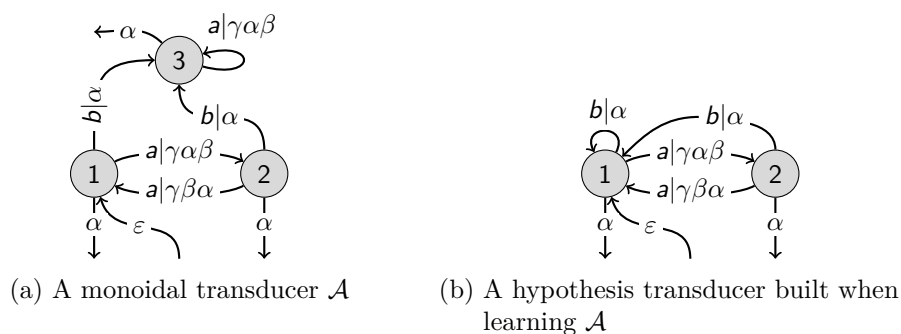 α
a|γαβ
3
b|α
b|α
1
a|γαβ
a|γβα
2
α
ε
α
b|α
b|α
1
a|γαβ
a|γβα
2
α
ε
α
(a) A monoidal transducer 𝒜
(b) A hypothesis transducer built when
learning 𝒜